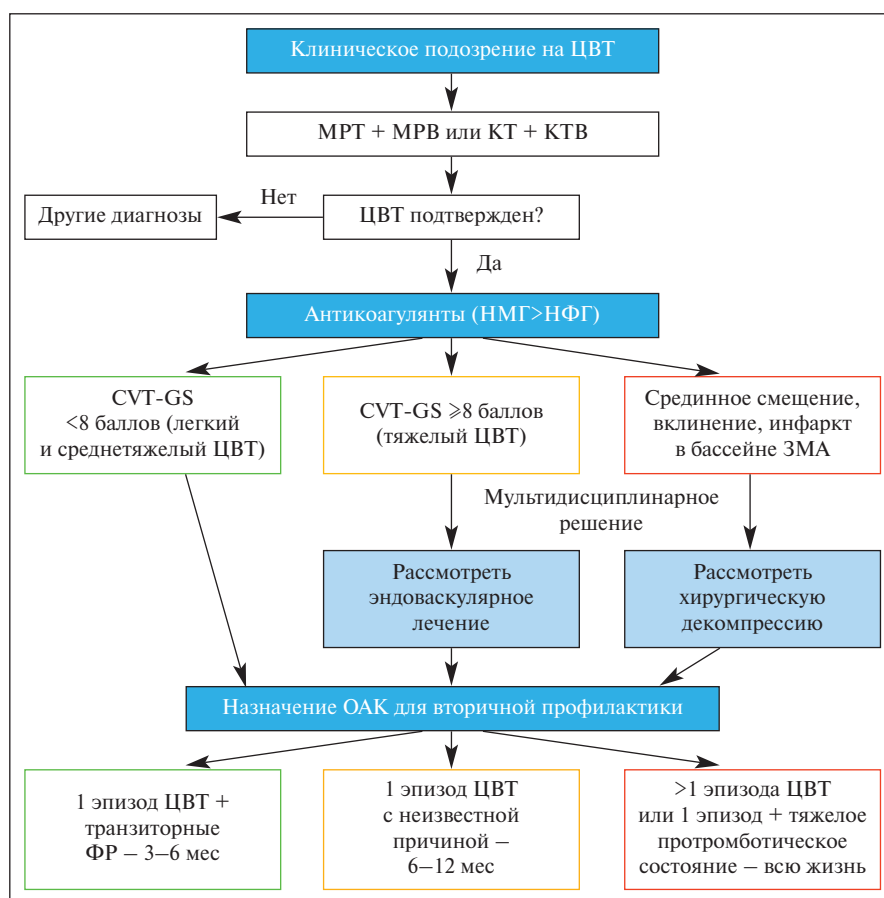 Клиническое подозрение на ЦВТ
МРТ + МРВ или КТ + КТВ
Нет
Другие диагнозы
ЦВТ подтвержден?
Да
Антикоагулянты (НМГ>НФГ)
CVT-GS
<8 баллов (легкий
и среднетяжелый ЦВТ)
CVT-GS ⩾8 баллов
(тяжелый ЦВТ)
Срединное смещение,
вклинение, инфаркт
в бассейне ЗМА
Мультидисциплинарное
решение
Рассмотреть
эндоваскулярное
лечение
Рассмотреть
хирургическую
декомпрессию
Назначение ОАК для вторичной профилактики
1 эпизод ЦВТ +
транзиторные
ФР – 3–6 мес
1 эпизод ЦВТ
с неизвестной
причиной –
6–12 мес
>1 эпизода ЦВТ
или 1 эпизод + тяжелое
протромботическое
состояние – всю жизнь